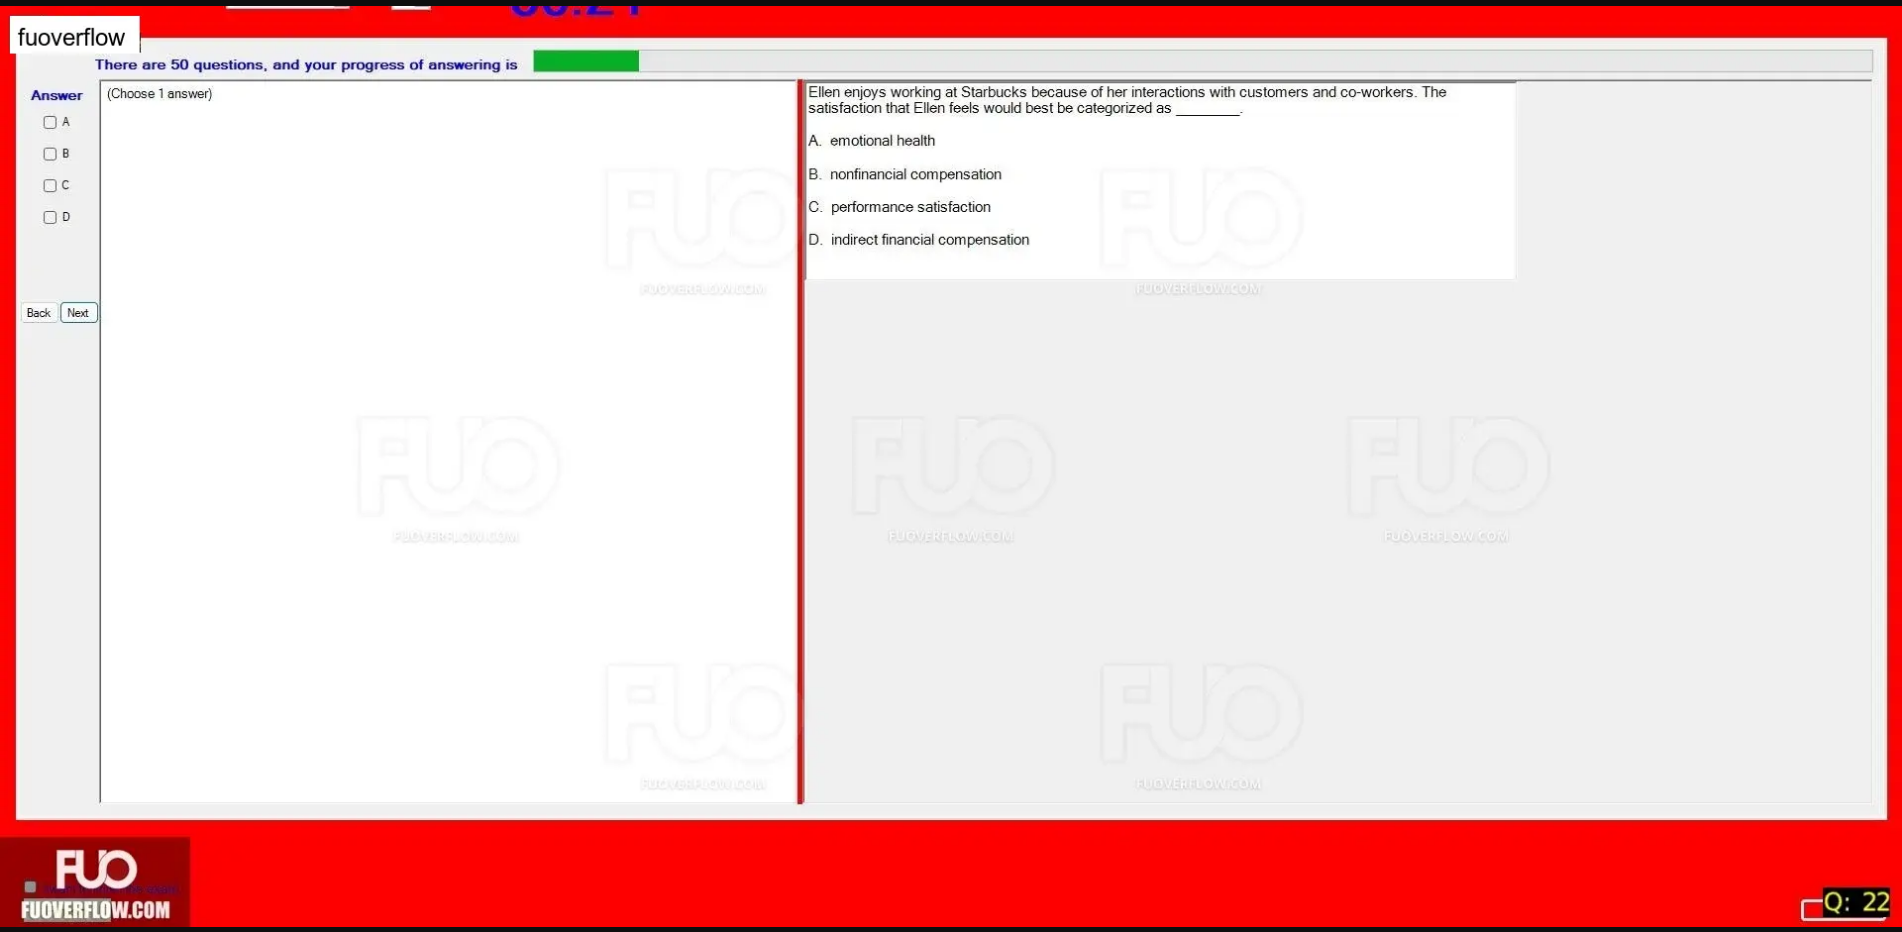 fuoverflow
There are 50 questions, and your progress of answering is
Answer
(Choose 1 answer)
A
B
C
D
Back Next
Ellen enjoys working at Starbucks because of her interactions with customers and co-workers. The
satisfaction that Ellen feels would best be categorized as ________.
A. emotional health
B. nonfinancial compensation
C. performance satisfaction
D. indirect financial compensation
FUO
FUOVERFLOW.COM
FUO
FUOVERFLOW.COM
FUO
FUOVERFLOW.COM
FUO
FUOVERFLOW.COM
FUO
FUOVERFLOW.COM
FUO
FUOVERFLOW.COM
FUO
FUOVERFLOW.COM
FUO
FUOVERFLOW.COM
Q: 22